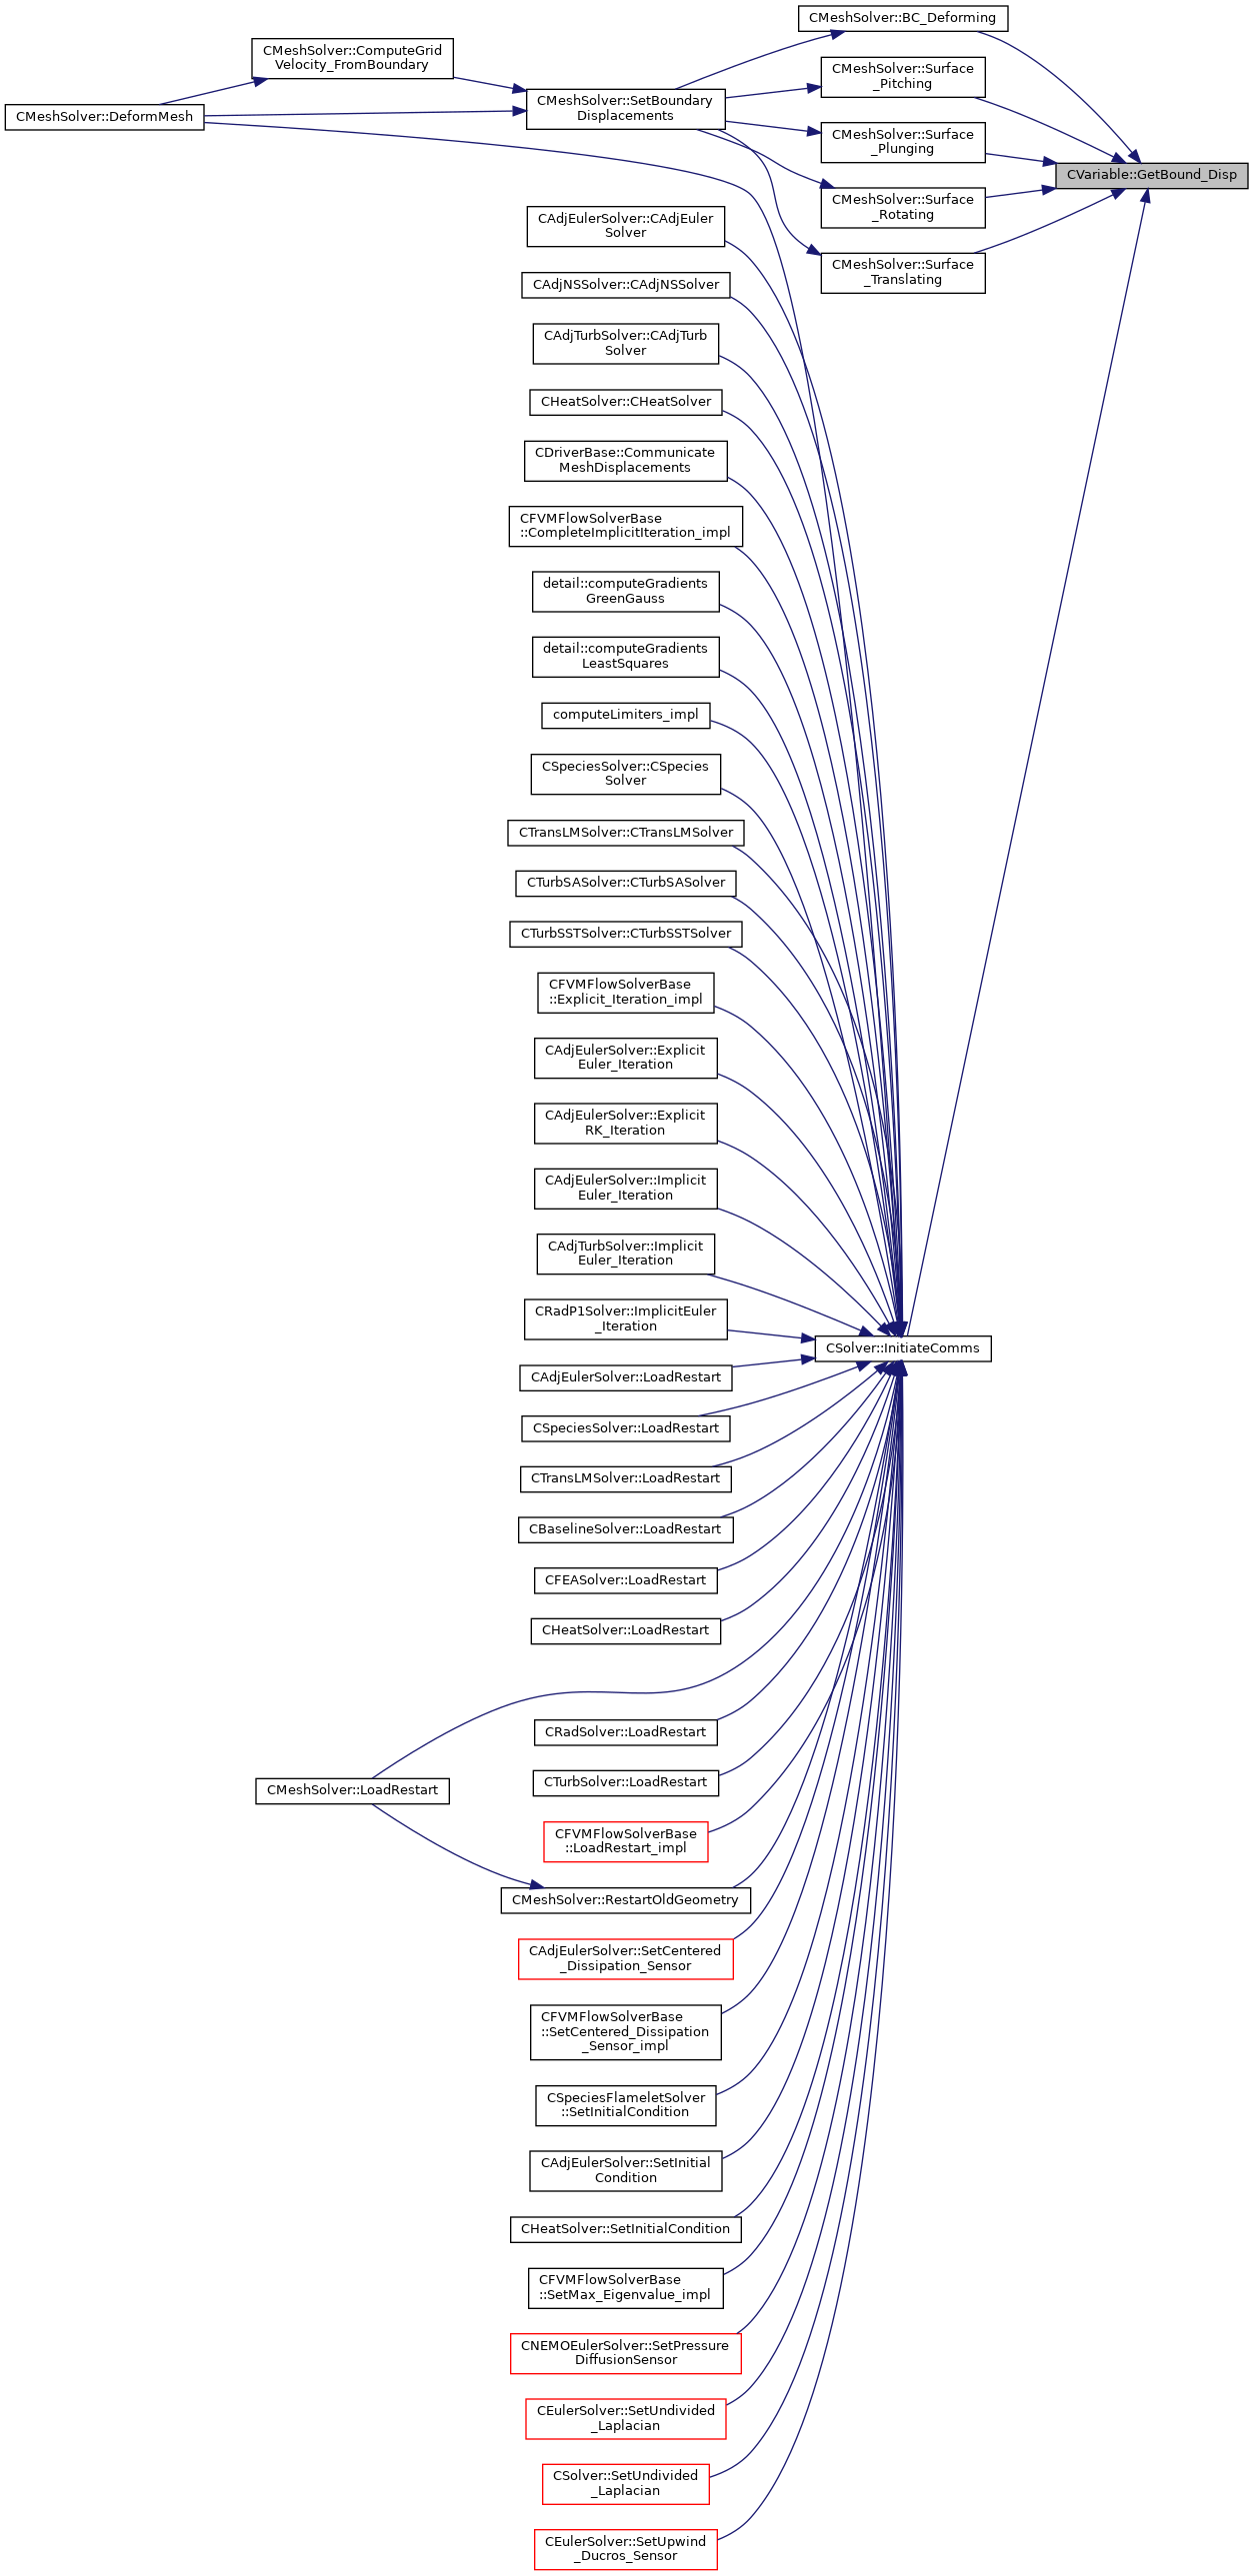 CMeshSolver::BC_Deforming
CMeshSolver::ComputeGrid
Velocity_FromBoundary
CMeshSolver::Surface
_Pitching
CMeshSolver::SetBoundary
Displacements
CMeshSolver::DeformMesh
CMeshSolver::Surface
_Plunging
CVariable::GetBound_Disp
CMeshSolver::Surface
_Rotating
CAdjEulerSolver::CAdjEuler
Solver
CMeshSolver::Surface
_Translating
CAdjNSSolver::CAdjNSSolver
CAdjTurbSolver::CAdjTurb
Solver
CHeatSolver::CHeatSolver
CDriverBase::Communicate
MeshDisplacements
CFVMFlowSolverBase
::CompleteImplicitIteration_impl
detail::computeGradients
GreenGauss
detail::computeGradients
LeastSquares
computeLimiters_impl
CSpeciesSolver::CSpecies
Solver
CTransLMSolver::CTransLMSolver
CTurbSASolver::CTurbSASolver
CTurbSSTSolver::CTurbSSTSolver
CFVMFlowSolverBase
::Explicit_Iteration_impl
CAdjEulerSolver::Explicit
Euler_Iteration
CAdjEulerSolver::Explicit
RK_Iteration
CAdjEulerSolver::Implicit
Euler_Iteration
CAdjTurbSolver::Implicit
Euler_Iteration
CRadP1Solver::ImplicitEuler
_Iteration
CSolver::InitiateComms
CAdjEulerSolver::LoadRestart
CSpeciesSolver::LoadRestart
CTransLMSolver::LoadRestart
CBaselineSolver::LoadRestart
CFEASolver::LoadRestart
CHeatSolver::LoadRestart
CRadSolver::LoadRestart
CTurbSolver::LoadRestart
CMeshSolver::LoadRestart
CFVMFlowSolverBase
::LoadRestart_impl
CMeshSolver::RestartOldGeometry
CAdjEulerSolver::SetCentered
_Dissipation_Sensor
CFVMFlowSolverBase
::SetCentered_Dissipation
_Sensor_impl
CSpeciesFlameletSolver
::SetInitialCondition
CAdjEulerSolver::SetInitial
Condition
CHeatSolver::SetInitialCondition
CFVMFlowSolverBase
::SetMax_Eigenvalue_impl
CNEMOEulerSolver::SetPressure
DiffusionSensor
CEulerSolver::SetUndivided
_Laplacian
CSolver::SetUndivided
_Laplacian
CEulerSolver::SetUpwind
_Ducros_Sensor